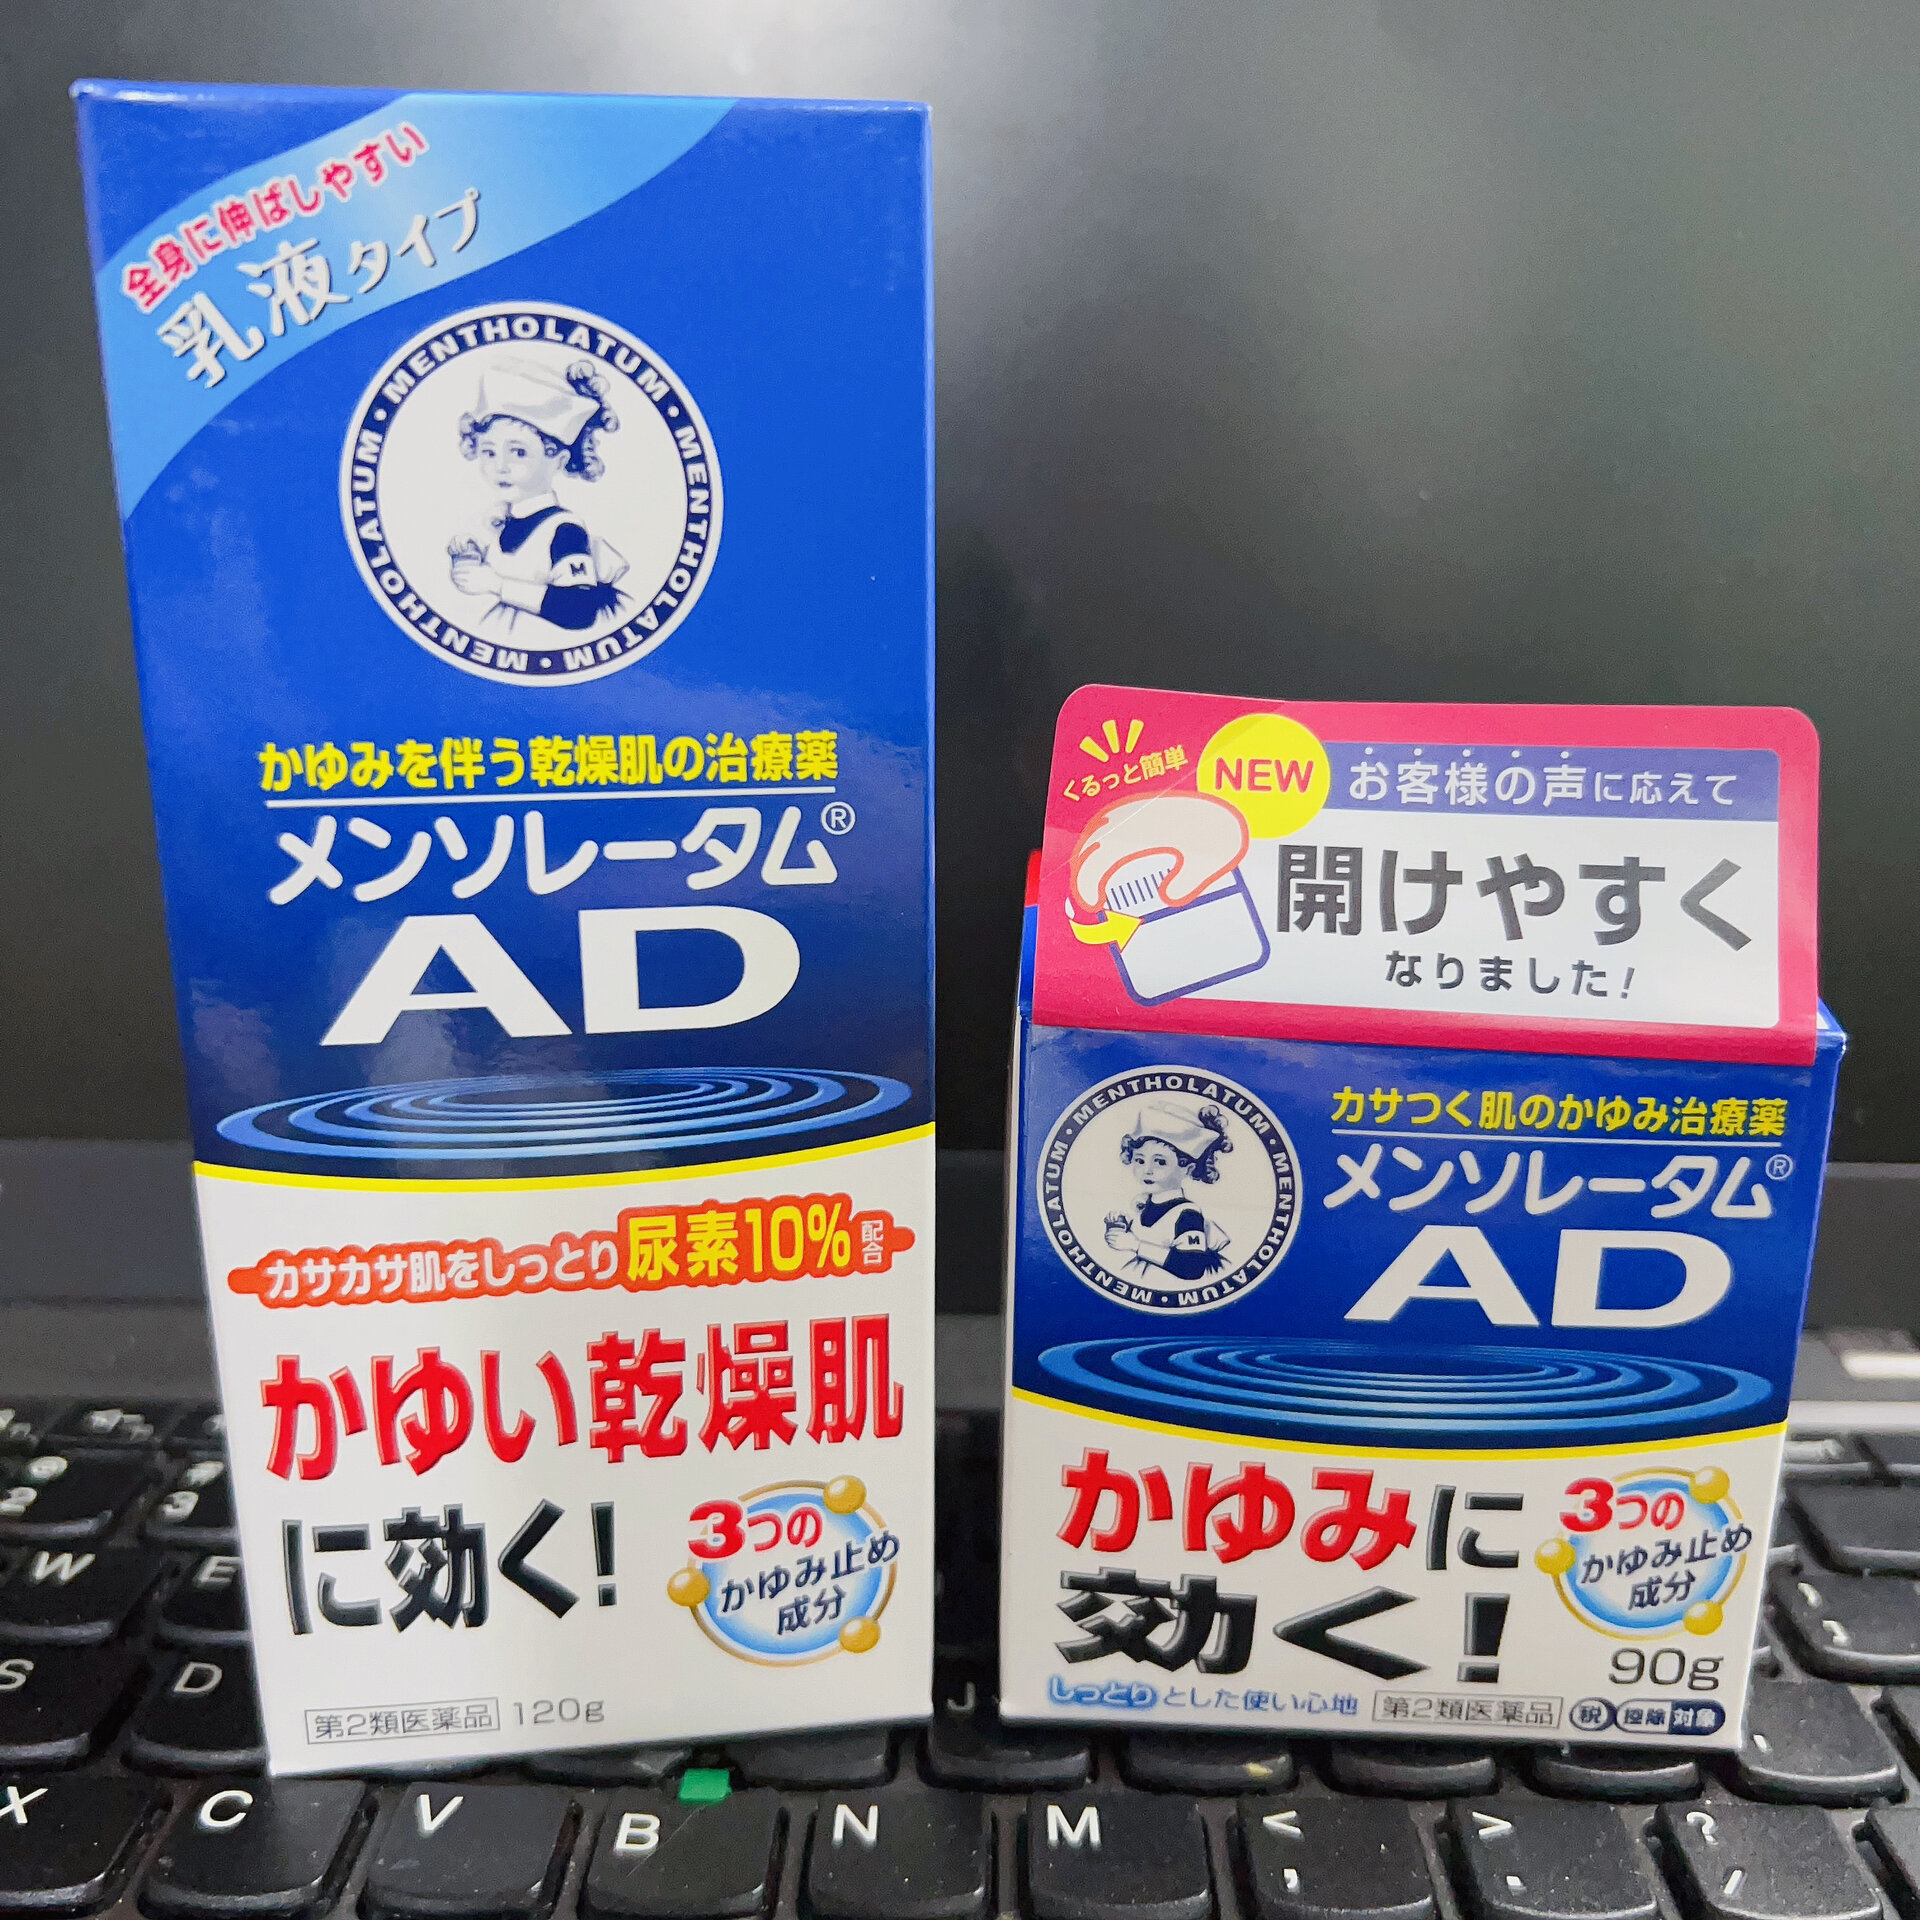 全身に伸ばしやすい
乳液タイプ
MENTHOLATUM・MENTHOLATUM・MENTHOLATUM・MENTHOLATUM
M
かゆみを伴う乾燥肌の治療薬
メンソレータム®
AD
カサカサ肌をしっとり尿素10%配合
かゆい乾燥肌
に効く!
3つの
かゆみ止め
成分
第2類医薬品 120g
くるっと簡単
NEW
お客様の声に応えて
開けやすく
なりました!
MENTHOLATUM・MENTHOLATUM・MENTHOLATUM・MENTHOLATUM
M
カサつく肌のかゆみ治療薬
メンソレータム®
AD
かゆみに
効く!
3つの
かゆみ止め
成分
90g
しっとりとした使い心地 第2類医薬品 税 控除 対象
2
3
W
E
S
D
J
X
C
V
B
N
M
<
,
>
.
?
/